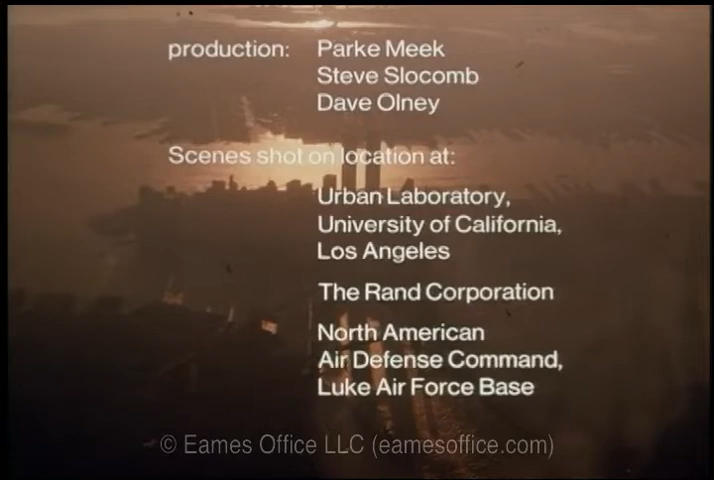 production: Parke Meek
Steve Slocomb
Dave Olney
Scenes shot on location at:
Urban Laboratory,
University of California,
Los Angeles
The Rand Corporation
North American
Air Defense Command,
Luke Air Force Base
© Eames Office LLC (eamesoffice.com)